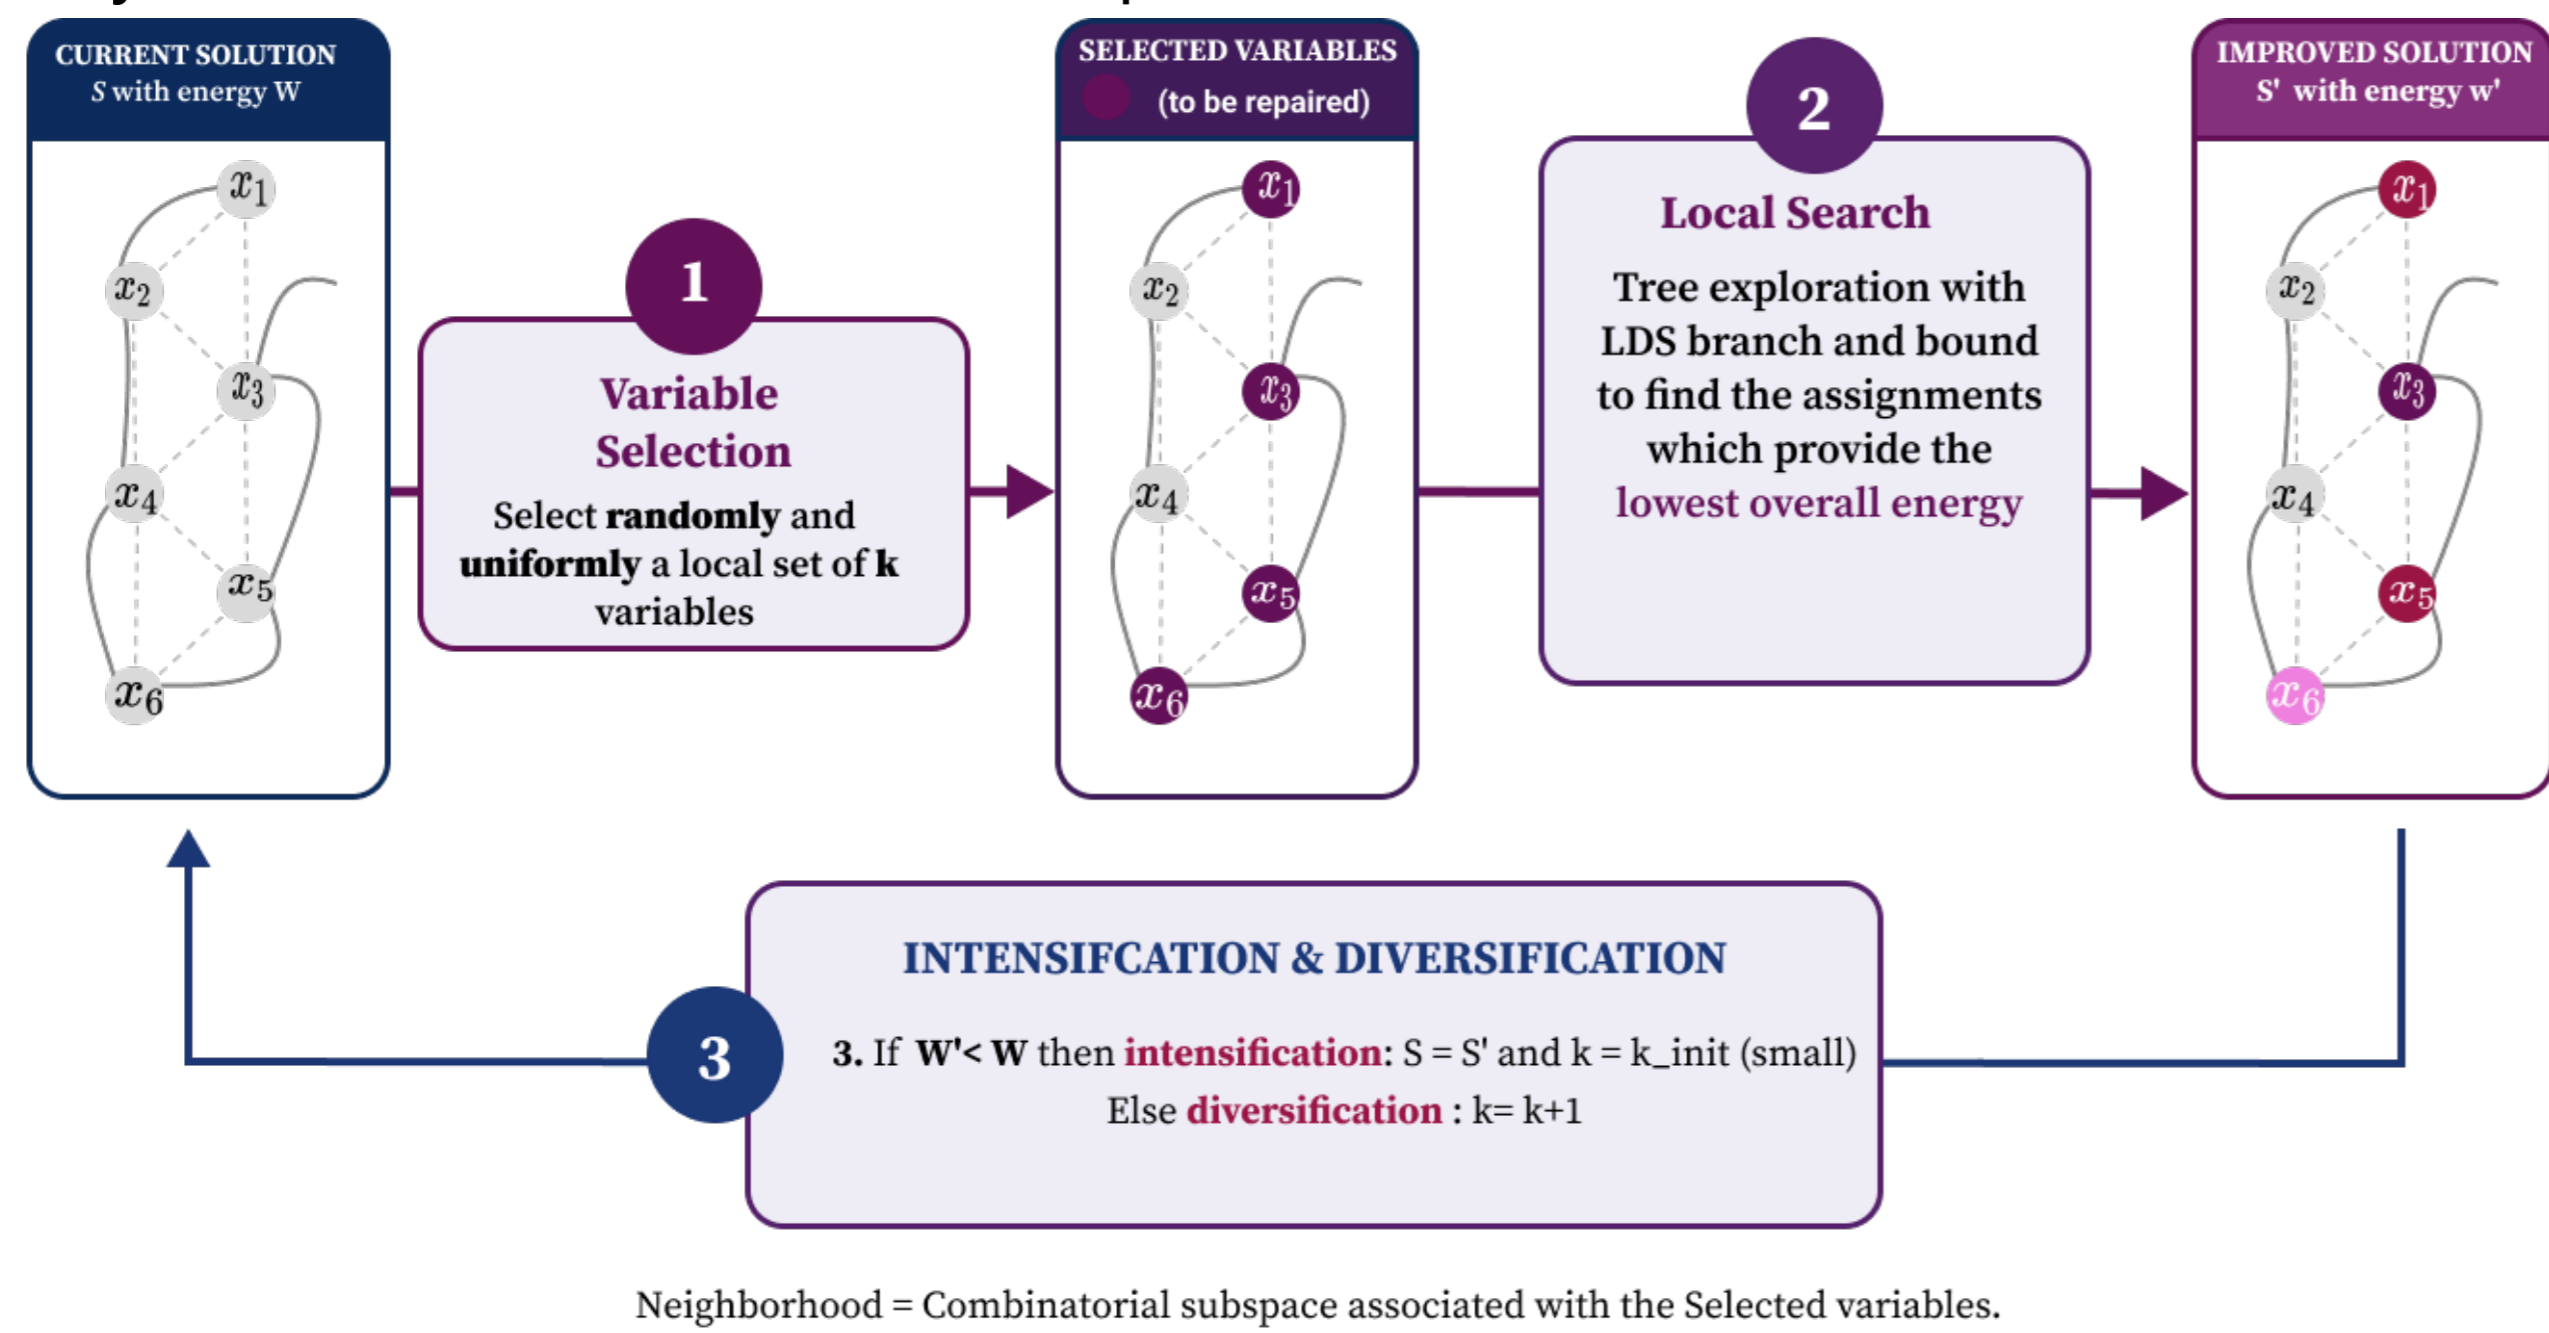 CURRENT SOLUTION
S with energy W
x1
x2
x3
x4
x5
x6
1
Variable
Selection
Select randomly and
uniformly a local set of k
variables
SELECTED VARIABLES
(to be repaired)
x1
x2
x3
x4
x5
x6
2
Local Search
Tree exploration with
LDS branch and bound
to find the assignments
which provide the
lowest overall energy
IMPROVED SOLUTION
S' with energy w'
x1
x2
x3
x4
x5
x6
INTENSIFCATION & DIVERSIFICATION
3
3. If W'< W then intensification: S = S' and k = k_init (small)
Else diversification : k= k+1
Neighborhood = Combinatorial subspace associated with the Selected variables.